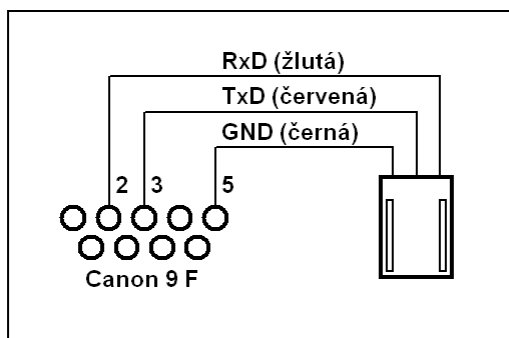 RxD (žlutá)
TxD (červená)
GND (černá)
2 3 5
Canon 9 F